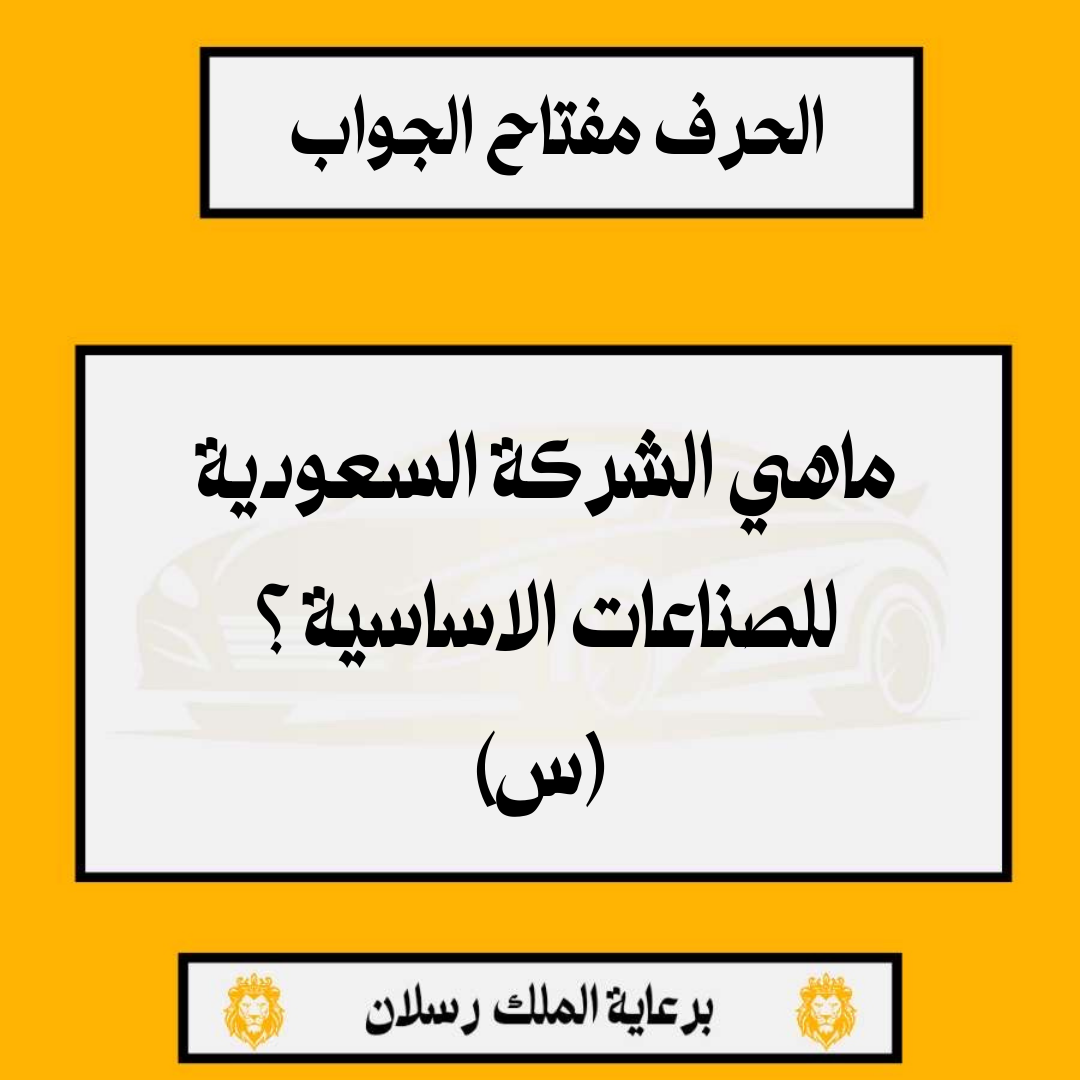 الحرف مفتاح الجواب
ماهي الشركة السعودية
للصناعات الاساسية ؟
(س)
برعاية الملك رسلان